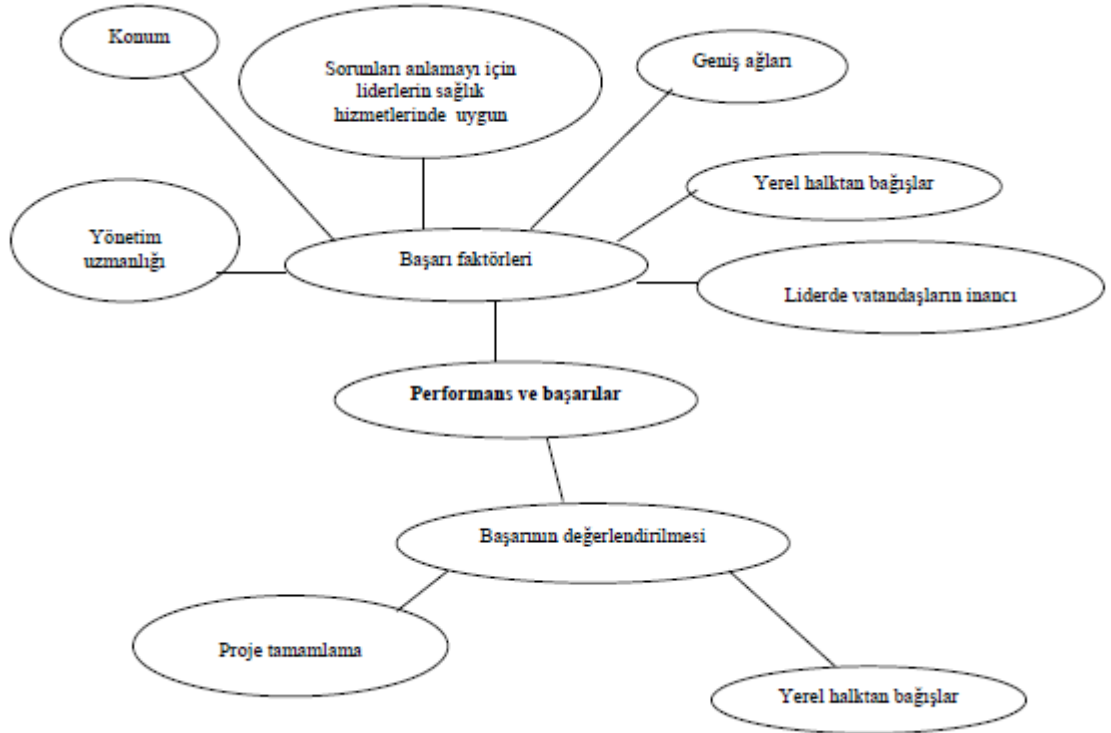 Konum
Sorunları anlamayı için
liderlerin sağlık
hizmetlerinde uygun
Geniş ağları
Yerel halktan bağışlar
Yönetim
uzmanlığı
Başarı faktörleri
Liderde vatandaşların inancı
Performans ve başarılar
Başarının değerlendirilmesi
Proje tamamlama
Yerel halktan bağışlar